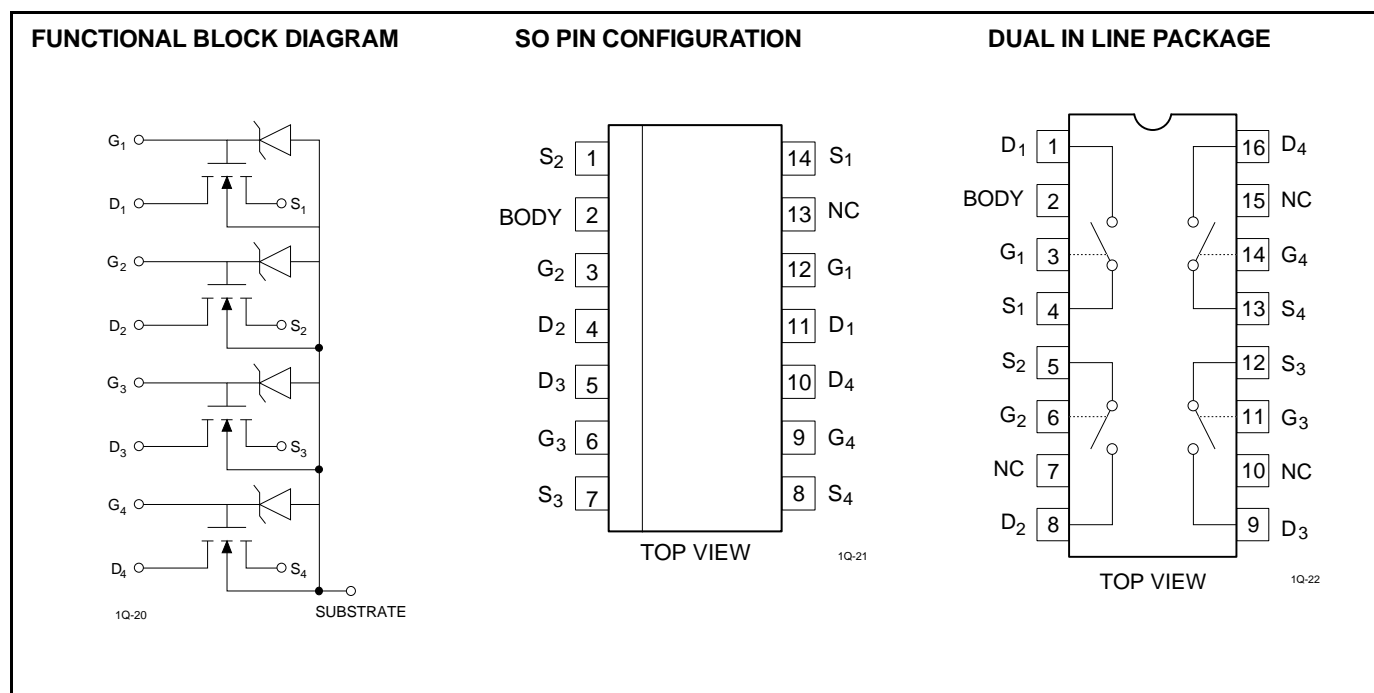 FUNCTIONAL BLOCK DIAGRAM
G1
D1
S1
G2
D2
S2
G3
D3
S3
G4
D4
S4
SUBSTRATE
1Q-20
SO PIN CONFIGURATION
S2 1
BODY 2
G2 3
D2 4
D3 5
G3 6
S3 7
14 S1
13 NC
12 G1
11 D1
10 D4
9 G4
8 S4
TOP VIEW
1Q-21
DUAL IN LINE PACKAGE
D1 1
BODY 2
G1 3
S1 4
S2 5
G2 6
NC 7
D2 8
16 D4
15 NC
14 G4
13 S4
12 S3
11 G3
10 NC
9 D3
TOP VIEW
1Q-22